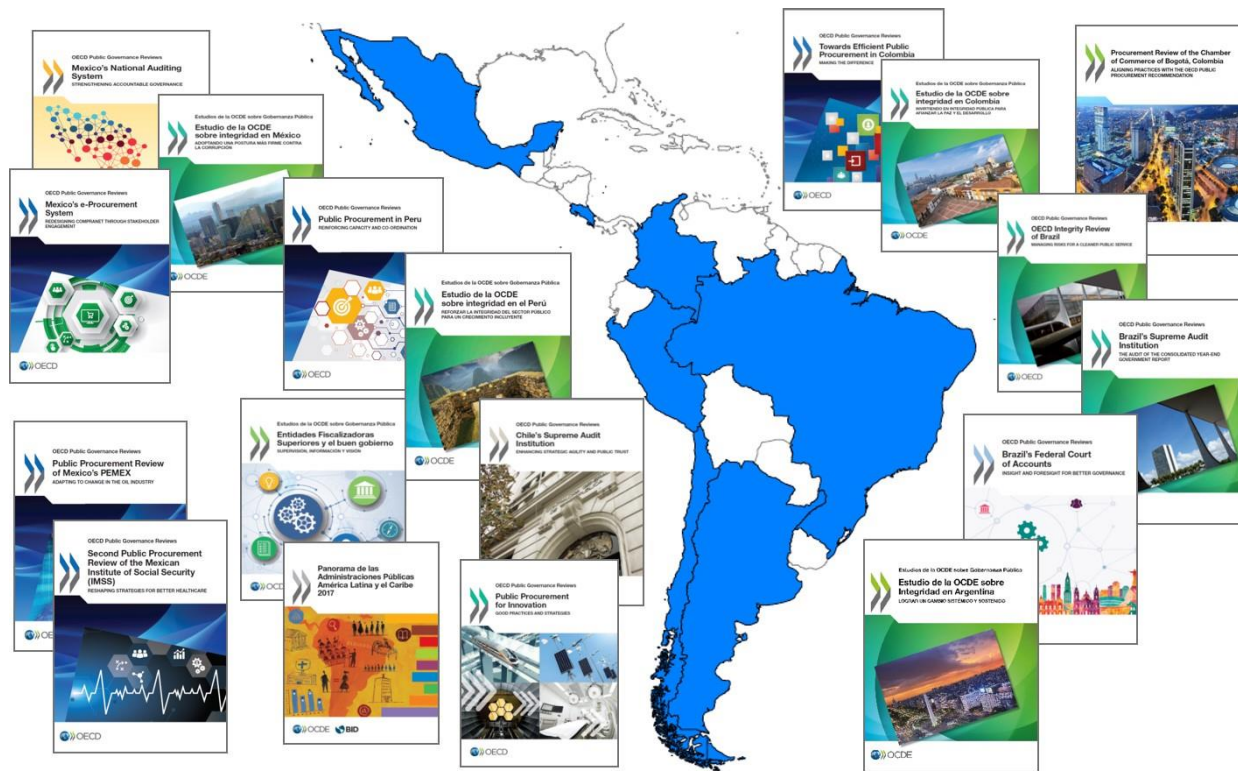 OECD Public Governance Reviews
Mexico's National Auditing
System
STRENGTHENING ACCOUNTABLE GOVERNANCE
Estudios de la OCDE sobre Gobernanza Pública
Estudio de la OCDE
sobre integridad en México
ADOPTANDO UNA POSTURA MÁS FIRME CONTRA
LA CORRUPCIÓN
OCDE
OECD Public Governance Reviews
Mexico's e-Procurement
System
REDESIGNING COMPRANET THROUGH STAKEHOLDER
ENGAGEMENT
OECD
OECD Public Governance Reviews
Public Procurement in Peru
REINFORCING CAPACITY AND CO-ORDINATION
OECD
Estudios de la OCDE sobre Gobernanza Pública
Estudio de la OCDE
sobre integridad en el Perú
REFORZAR LA INTEGRIDAD DEL SECTOR PÚBLICO
PARA UN CRECIMIENTO INCLUYENTE
OCDE
OECD Public Governance Reviews
Towards Efficient Public
Procurement in Colombia
MAKING THE DIFFERENCE
OECD
Estudios de la OCDE sobre Gobernanza Pública
Estudio de la OCDE sobre
integridad en Colombia
INVIRTIENDO EN INTEGRIDAD PÚBLICA PARA
AFIANZAR LA PAZ Y EL DESARROLLO
OCDE
Procurement Review of the Chamber
of Commerce of Bogotá, Colombia
ALIGNING PRACTICES WITH THE OECD PUBLIC
PROCUREMENT RECOMMENDATION
OECD Public Governance Reviews
OECD Integrity Review
of Brazil
MANAGING RISKS FOR A CLEANER PUBLIC SERVICE
OECD
OECD Public Governance Reviews
Brazil's Supreme Audit
Institution
THE AUDIT OF THE CONSOLIDATED YEAR-END
GOVERNMENT REPORT
OECD Public Governance Reviews
Brazil's Federal Court
of Accounts
INSIGHT AND FORESIGHT FOR BETTER GOVERNANCE
OECD Public Governance Reviews
Public Procurement Review
of Mexico's PEMEX
ADAPTING TO CHANGE IN THE OIL INDUSTRY
OECD Public Governance Reviews
Second Public Procurement
Review of the Mexican
Institute of Social Security
(IMSS)
RESHAPING STRATEGIES FOR BETTER HEALTHCARE
OECD
Estudios de la OCDE sobre Gobernanza Pública
Entidades Fiscalizadoras
Superiores y el buen gobierno
SUPERVISIÓN, INFORMACIÓN Y VISIÓN
Panorama de las
Administraciones Públicas
América Latina y el Caribe
2017
OCDE BID
OECD Public Governance Reviews
Chile's Supreme Audit
Institution
ENHANCING STRATEGIC AGILITY AND PUBLIC TRUST
OECD Public Governance Reviews
Public Procurement
for Innovation
GOOD PRACTICES AND STRATEGIES
OECD
Estudios de la OCDE sobre Gobernanza Pública
Estudio de la OCDE sobre
Integridad en Argentina
LOGRAR UN CAMBIO SISTÉMICO Y SOSTENIDO
OCDE